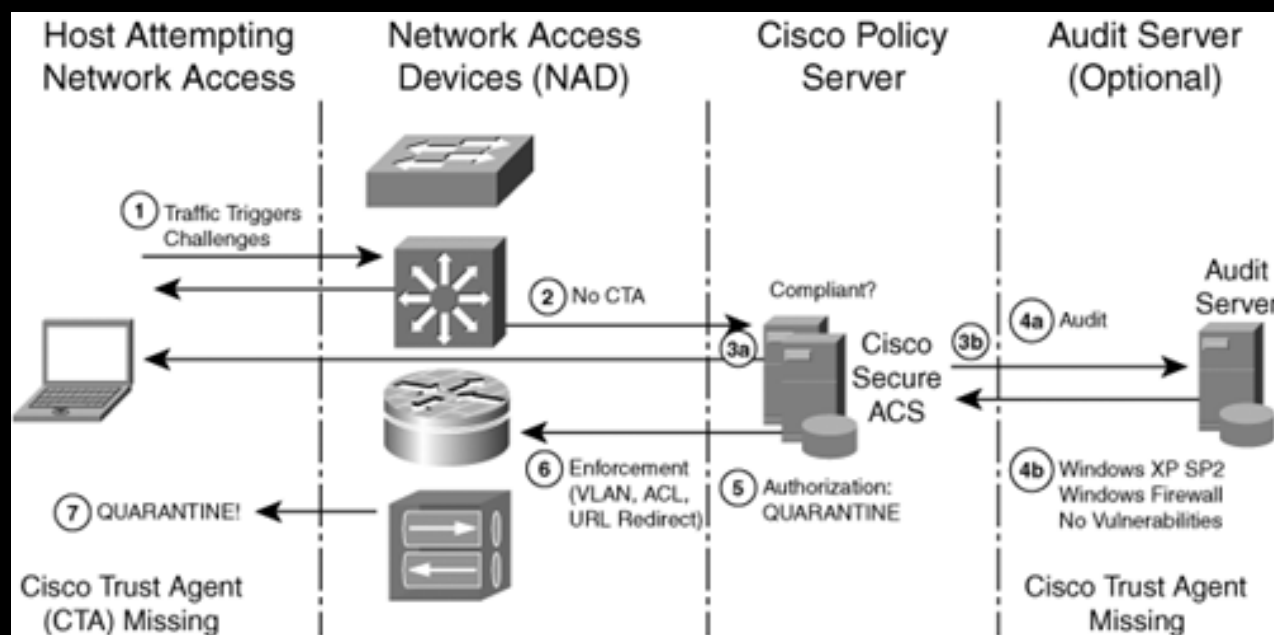 Host Attempting
Network Access
Network Access
Devices (NAD)
Cisco Policy
Server
Audit Server
(Optional)
1 Traffic Triggers
Challenges
2 No CTA
Compliant?
3a
Cisco
Secure
ACS
3b
4a Audit
Audit
Server
4b Windows XP SP2
Windows Firewall
No Vulnerabilities
5 Authorization:
QUARANTINE
6 Enforcement
(VLAN, ACL,
URL Redirect)
7 QUARANTINE!
Cisco Trust Agent
(CTA) Missing
Cisco Trust Agent
Missing